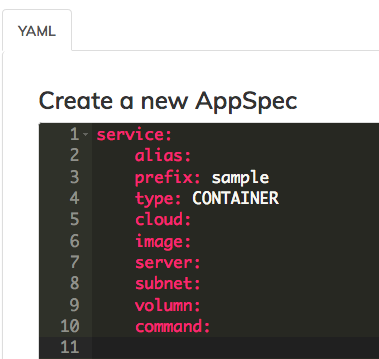 YAML
Create a new AppSpec
1 service:
2 alias:
3 prefix: sample
4 type: CONTAINER
5 cloud:
6 image:
7 server:
8 subnet:
9 volumn:
10 command:
11